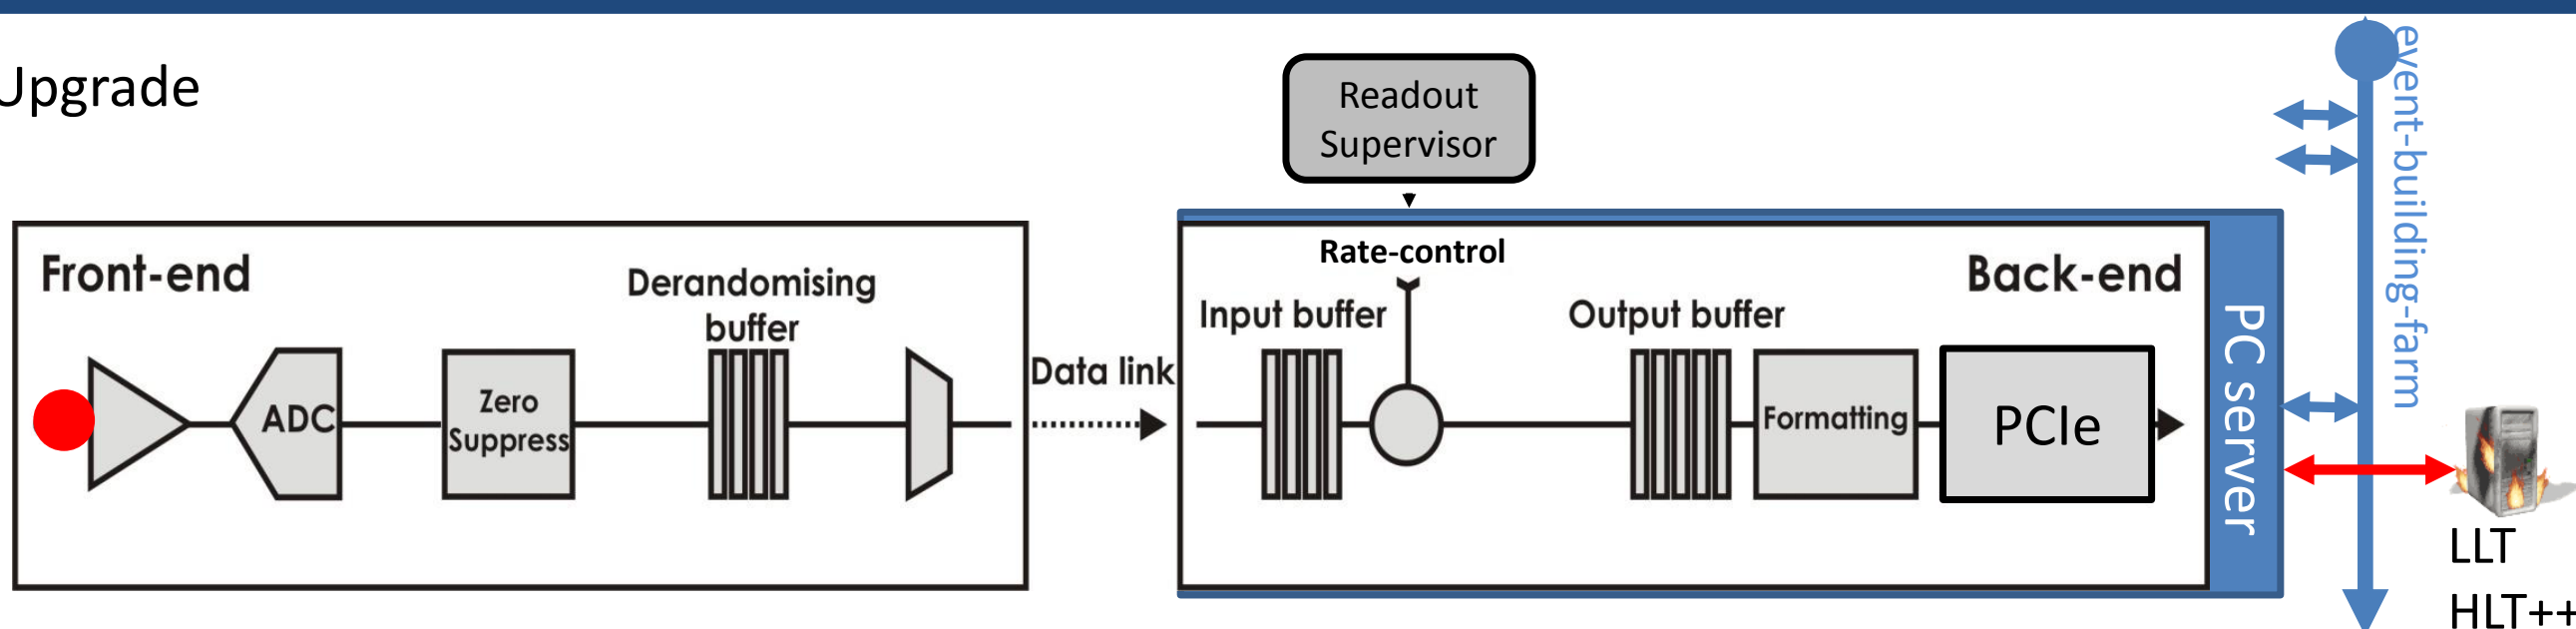 Upgrade
Readout
Supervisor
event-building-farm
Front-end
Derandomising
buffer
ADC
Zero
Suppress
Data link
Rate-control
Back-end
Input buffer
Output buffer
Formatting
PCIe
PC server
LLT
HLT++